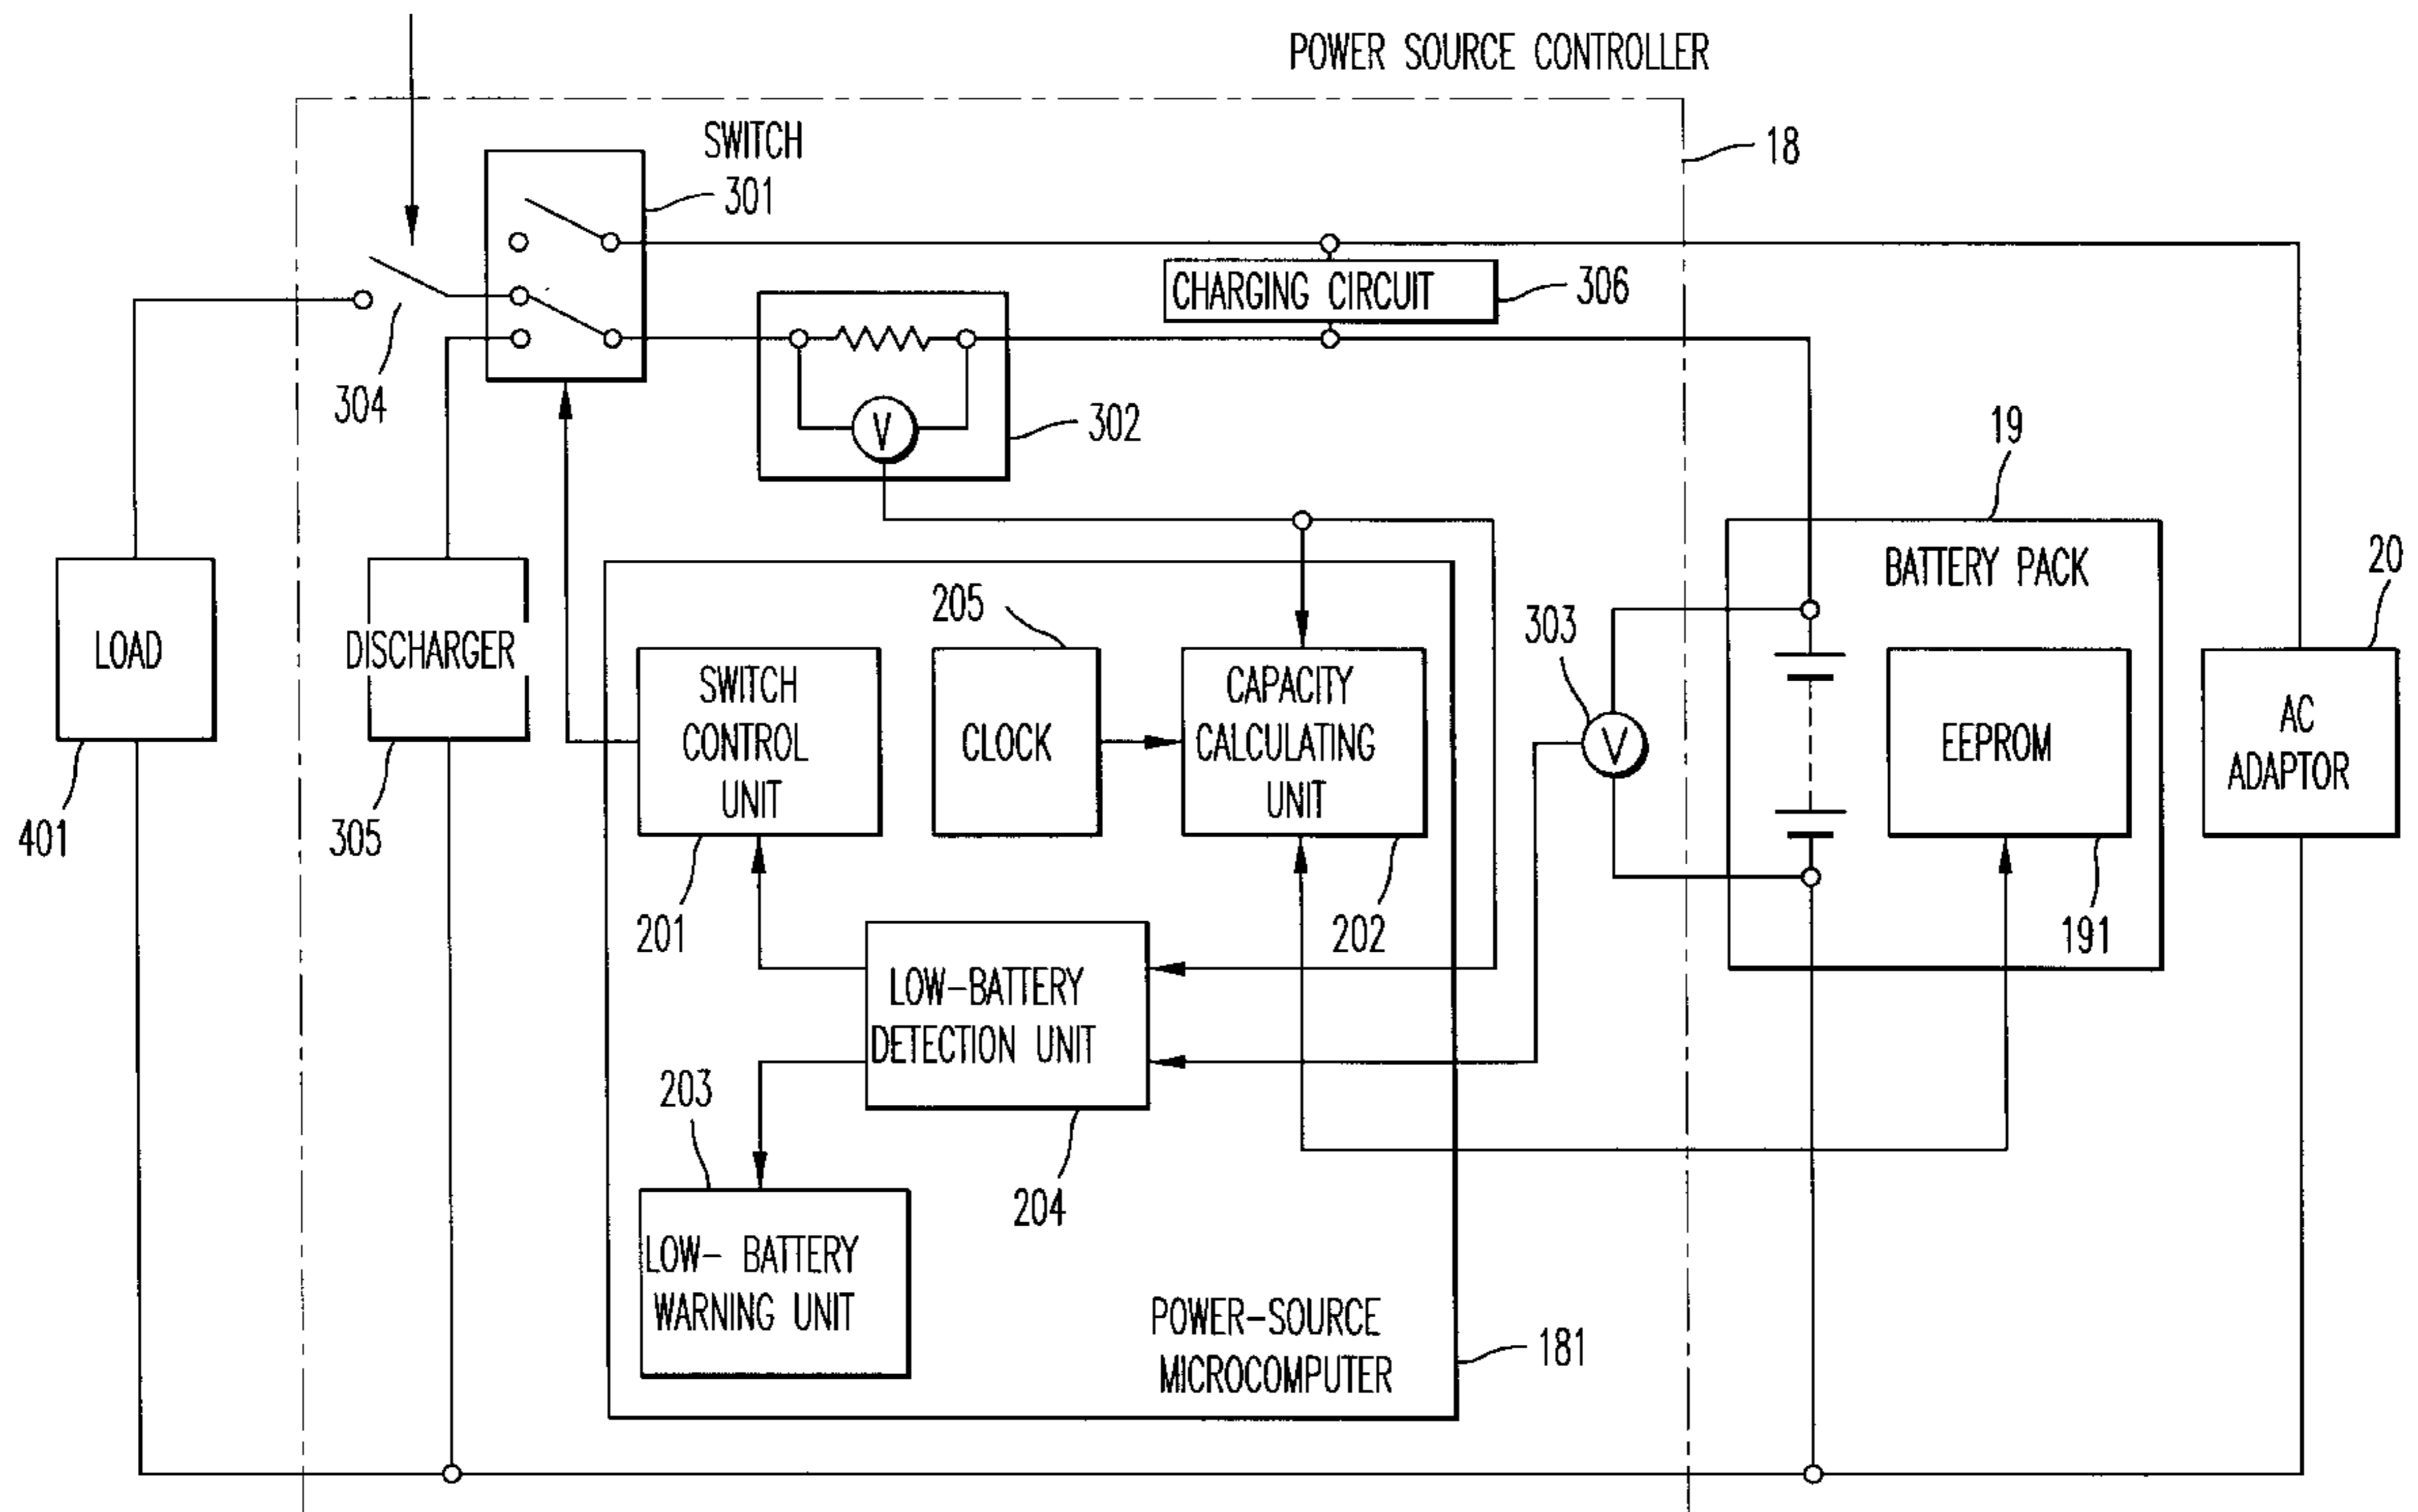 POWER SOURCE CONTROLLER
18
SWITCH
301
304
CHARGING CIRCUIT
306
V
302
19
BATTERY PACK
20
LOAD
401
DISCHARGER
305
205
SWITCH
CONTROL
UNIT
201
CLOCK
CAPACITY
CALCULATING
UNIT
202
303
V
EEPROM
191
AC
ADAPTOR
LOW-BATTERY
DETECTION UNIT
204
203
LOW- BATTERY
WARNING UNIT
POWER-SOURCE
MICROCOMPUTER
181